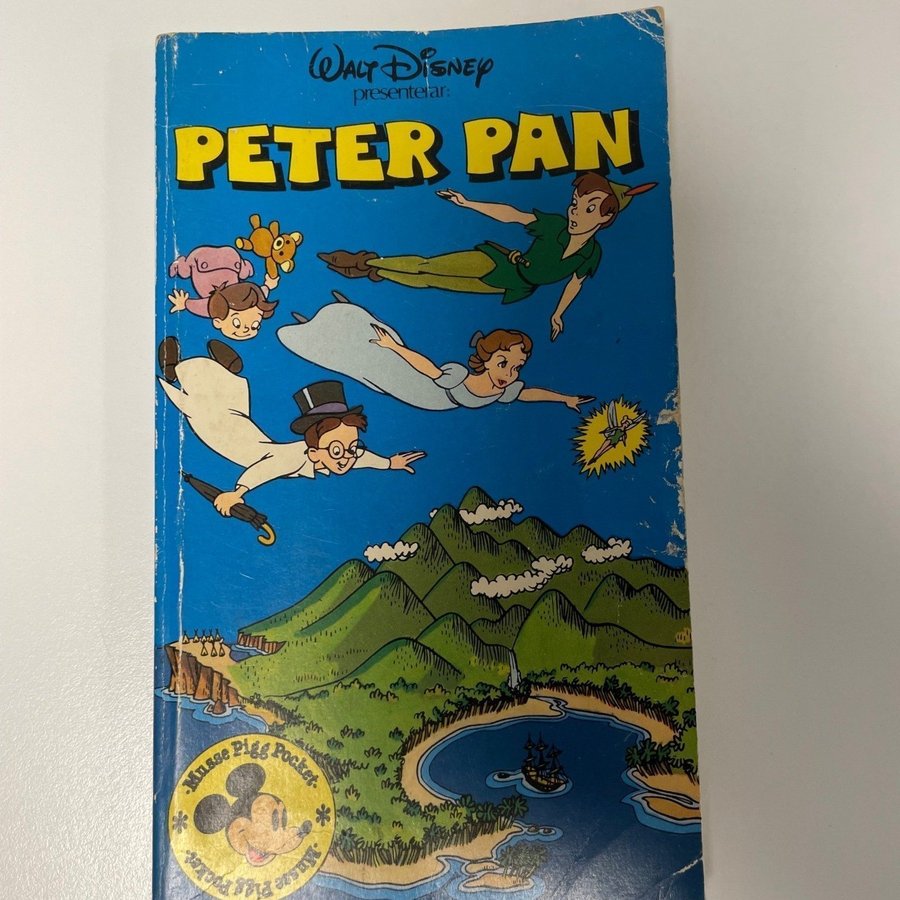 WALT DISNEY
presenterar:
PETER PAN
·Musse Pigg Pocket·
·Musse Pigg Pocket·